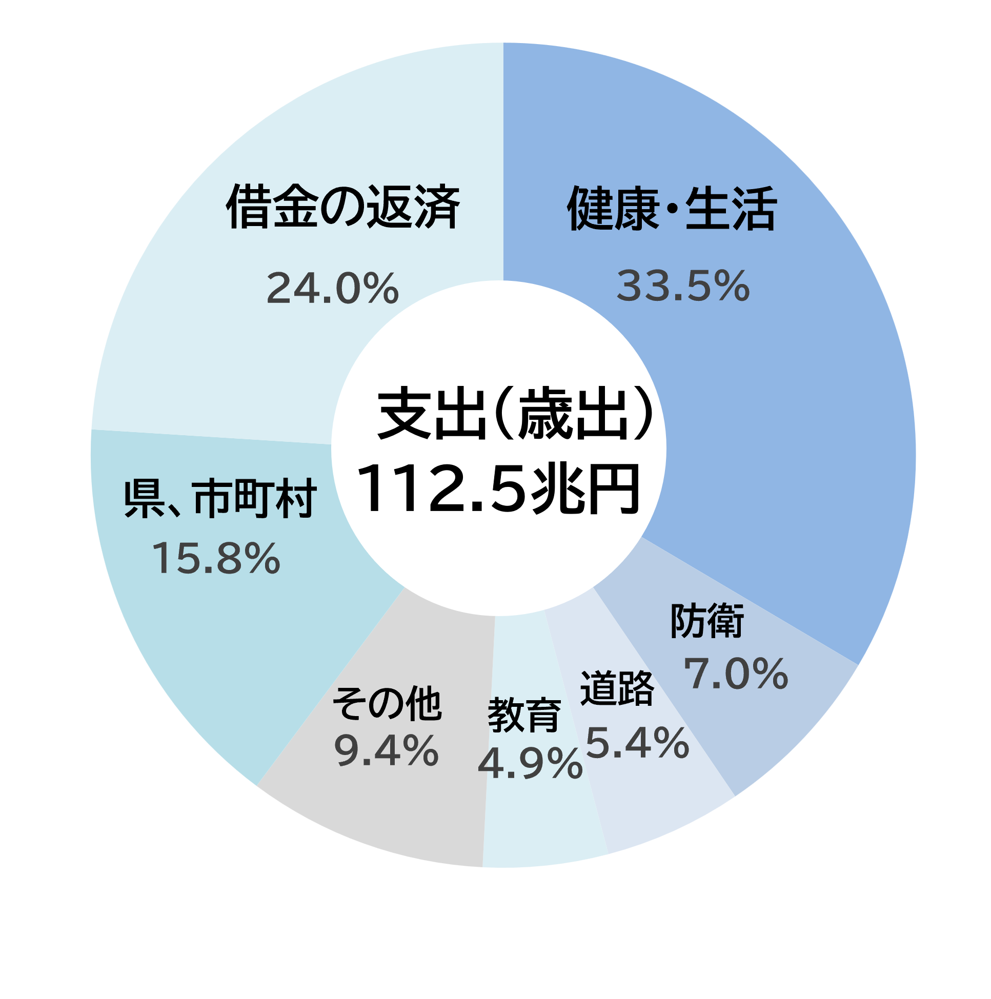 借金の返済
24.0%
健康・生活
33.5%
支出(歳出)
112.5兆円
県、市町村
15.8%
防衛
7.0%
道路
5.4%
教育
4.9%
その他
9.4%